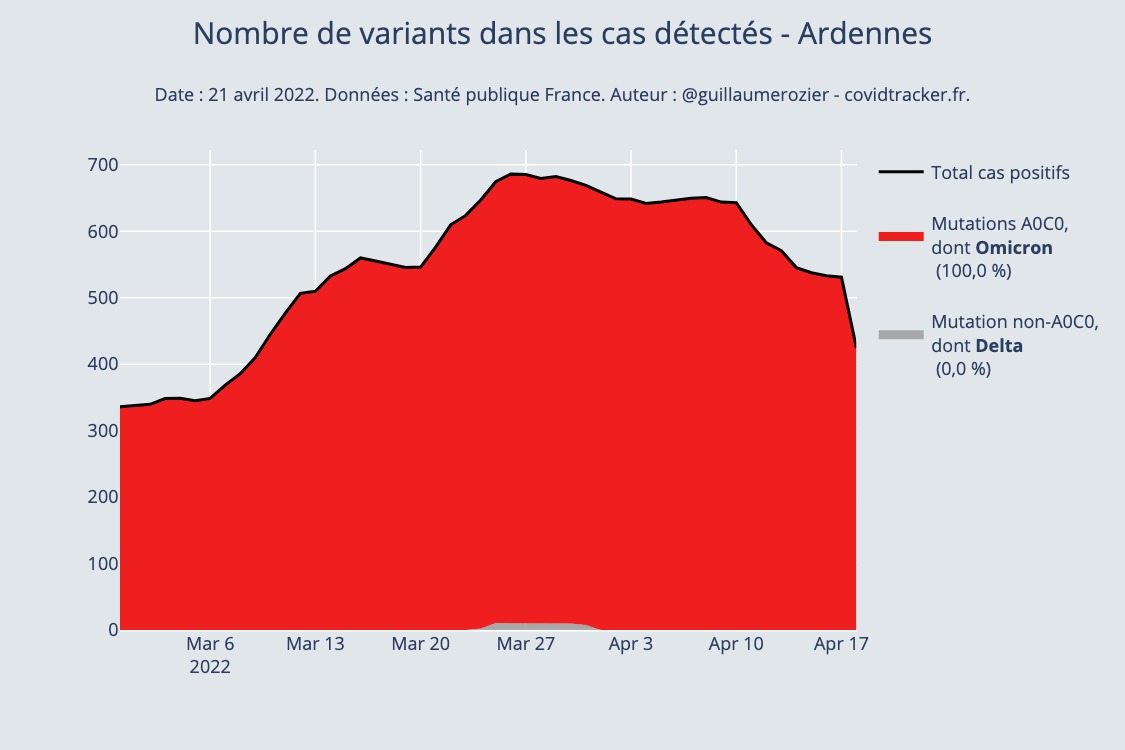 Nombre de variants dans les cas détectés - Ardennes
Date : 21 avril 2022. Données : Santé publique France. Auteur : @guillaumerozier - covidtracker.fr.
700
600
500
400
300
200
100
0
Mar 6
2022
Mar 13
Mar 20
Mar 27
Apr 3
Apr 10
Apr 17
Total cas positifs
Mutations A0C0,
dont Omicron
(100,0 %)
Mutation non-A0C0,
dont Delta
(0,0 %)